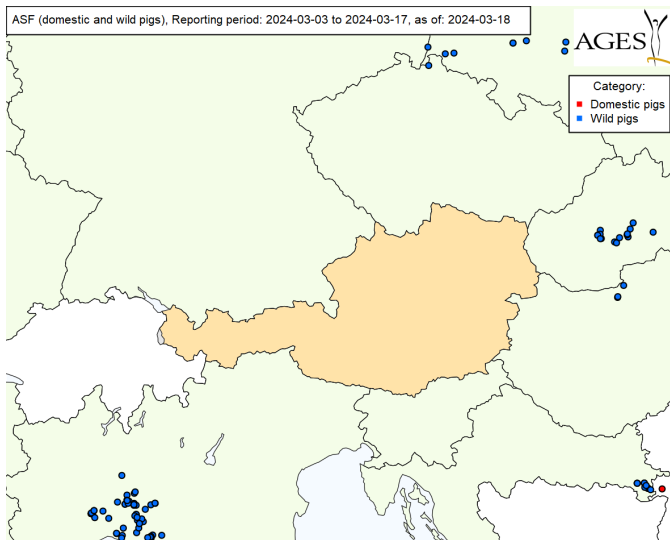 ASF (domestic and wild pigs), Reporting period: 2024-03-03 to 2024-03-17, as of: 2024-03-18
AGES
Category:
Domestic pigs
Wild pigs